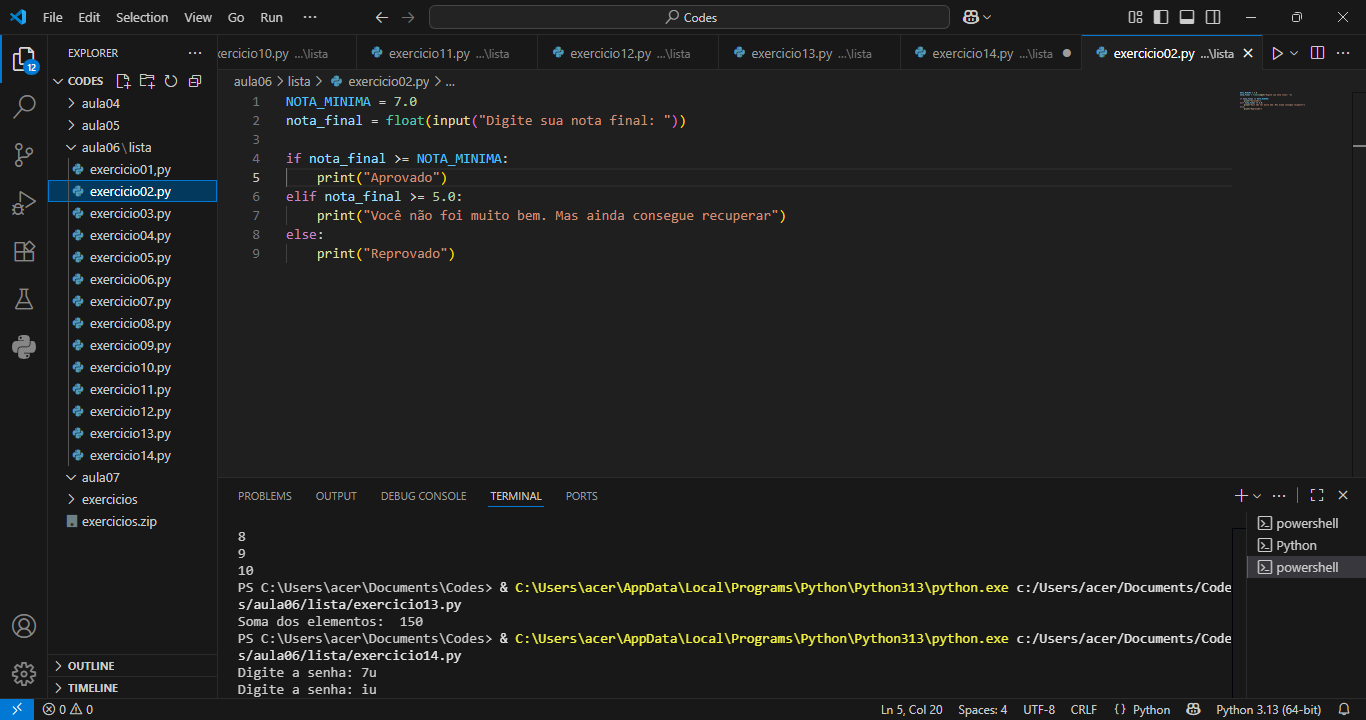 File Edit Selection View Go Run ··· Codes
EXPLORER ···
CODES
aula04
aula05
aula06 \ lista
exercicio01,py
exercicio02.py
exercicio03.py
exercicio04.py
exercicio05.py
exercicio06.py
exercicio07.py
exercicio08.py
exercicio09.py
exercicio10.py
exercicio11.py
exercicio12.py
exercicio13.py
exercicio14.py
aula07
exercicios
exercicios.zip
OUTLINE
TIMELINE
12
ercicio10.py ...\lista exercicio11.py ...\lista exercicio12.py ...\lista exercicio13.py ...\lista exercicio14.py ...\lista exercicio02.py ...\lista
aula06 > lista > exercicio02.py > ...
1 NOTA_MINIMA = 7.0
2 nota_final = float(input("Digite sua nota final: "))
3
4 if nota_final >= NOTA_MINIMA:
5 print("Aprovado")
6 elif nota_final >= 5.0:
7 print("Você não foi muito bem. Mas ainda consegue recuperar")
8 else:
9 print("Reprovado")
PROBLEMS OUTPUT DEBUG CONSOLE TERMINAL PORTS
8
9
10
PS C:\Users\acer\Documents\Codes> & C:\Users\acer\AppData\Local\Programs\Python\Python313\python.exe c:/Users/acer/Documents/Code
s/aula06/lista/exercicio13.py
Soma dos elementos:  150
PS C:\Users\acer\Documents\Codes> & C:\Users\acer\AppData\Local\Programs\Python\Python313\python.exe c:/Users/acer/Documents/Code
s/aula06/lista/exercicio14.py
Digite a senha: 7u
Digite a senha: iu
powershell
Python
powershell
0 0 Ln 5, Col 20 Spaces: 4 UTF-8 CRLF {} Python Python 3.13 (64-bit)